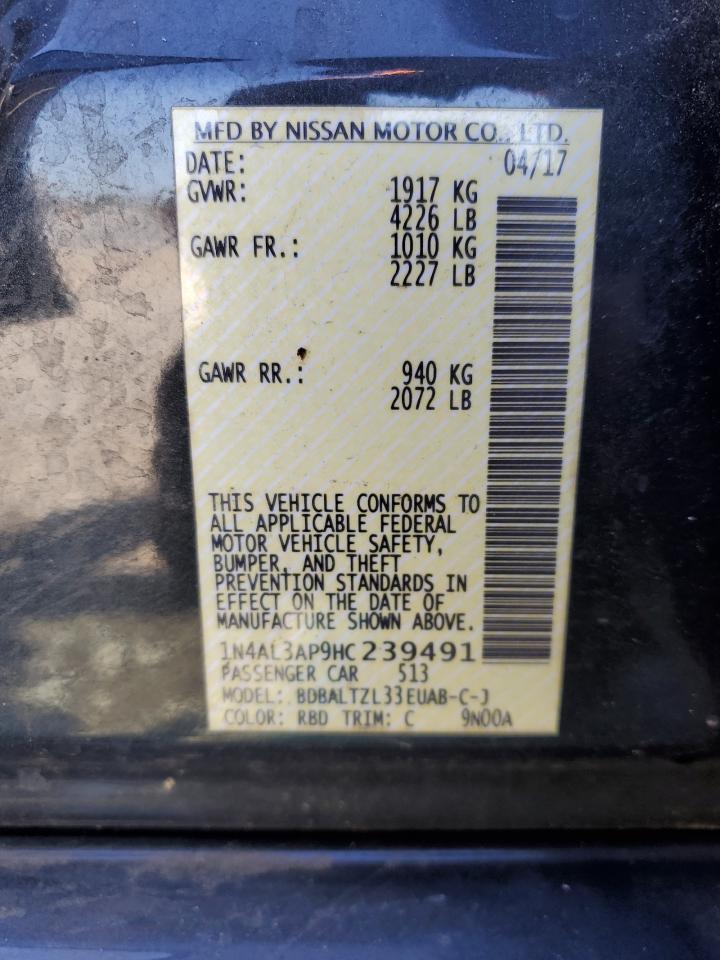 MFD BY NISSAN MOTOR CO., LTD.
DATE: 04/17
GVWR: 1917 KG
4226 LB
GAWR FR.: 1010 KG
2227 LB
GAWR RR.: 940 KG
2072 LB
THIS VEHICLE CONFORMS TO
ALL APPLICABLE FEDERAL
MOTOR VEHICLE SAFETY,
BUMPER, AND THEFT
PREVENTION STANDARDS IN
EFFECT ON THE DATE OF
MANUFACTURE SHOWN ABOVE.
1N4AL3AP9HC239491
PASSENGER CAR 513
MODEL: BDBALTZL33EUAB-C-J
COLOR: RBD TRIM: C 9N00A